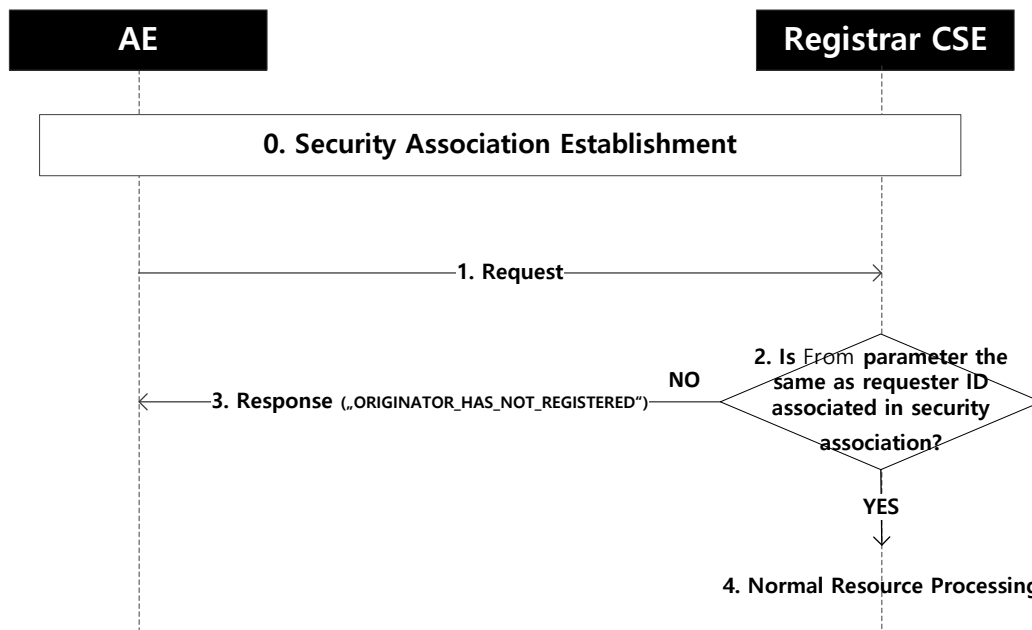 AE
Registrar CSE
0. Security Association Establishment
1. Request
2. Is From parameter the
same as requester ID
associated in security
association?
NO
3. Response („ORIGINATOR_HAS_NOT_REGISTERED“)
YES
4. Normal Resource Processing